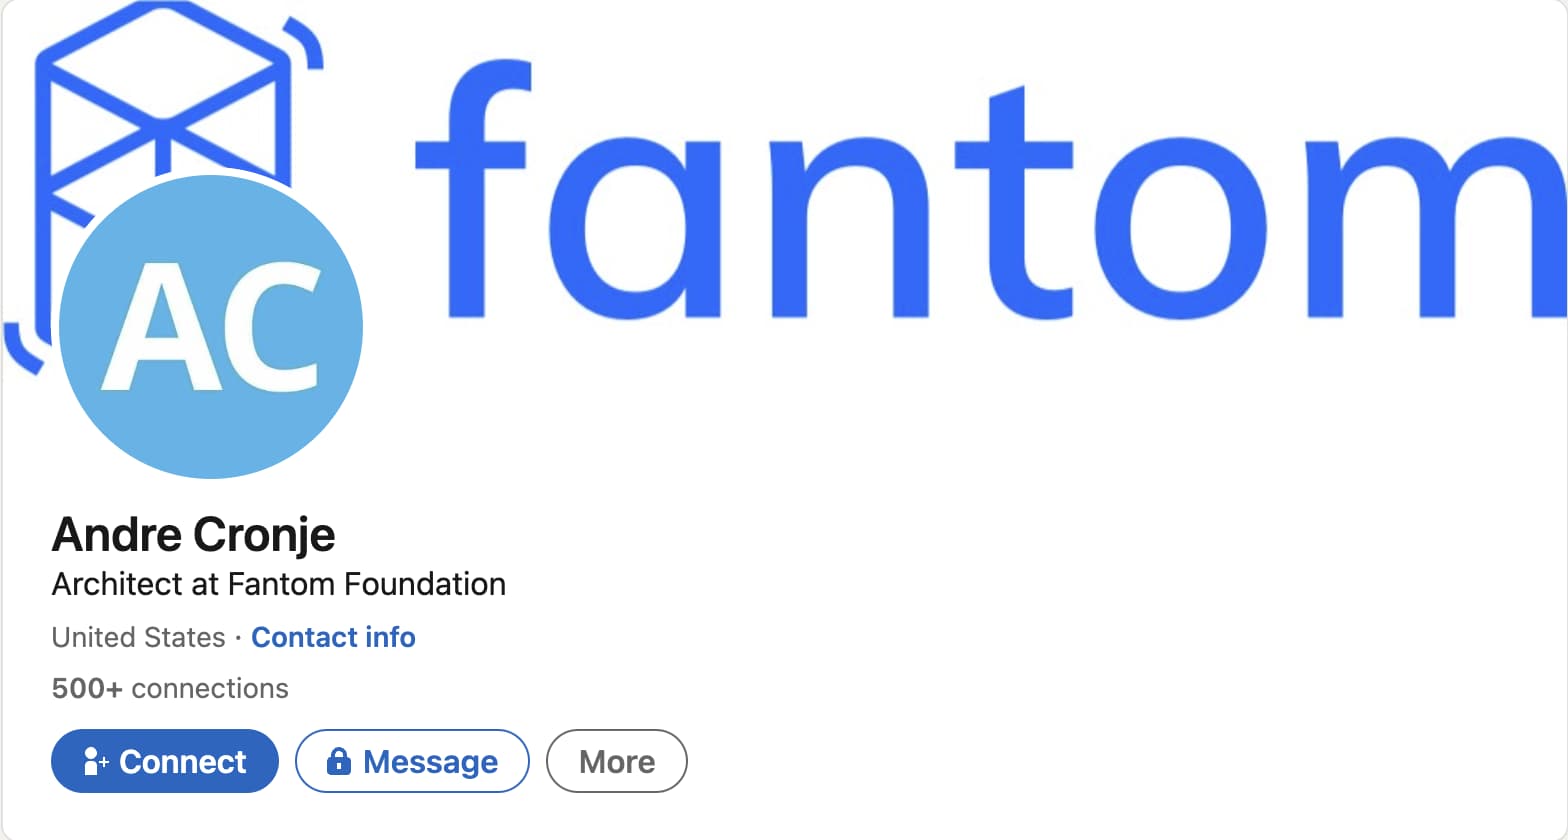 fantom
AC
Andre Cronje
Architect at Fantom Foundation
United States · Contact info
500+ connections
Connect
Message
More